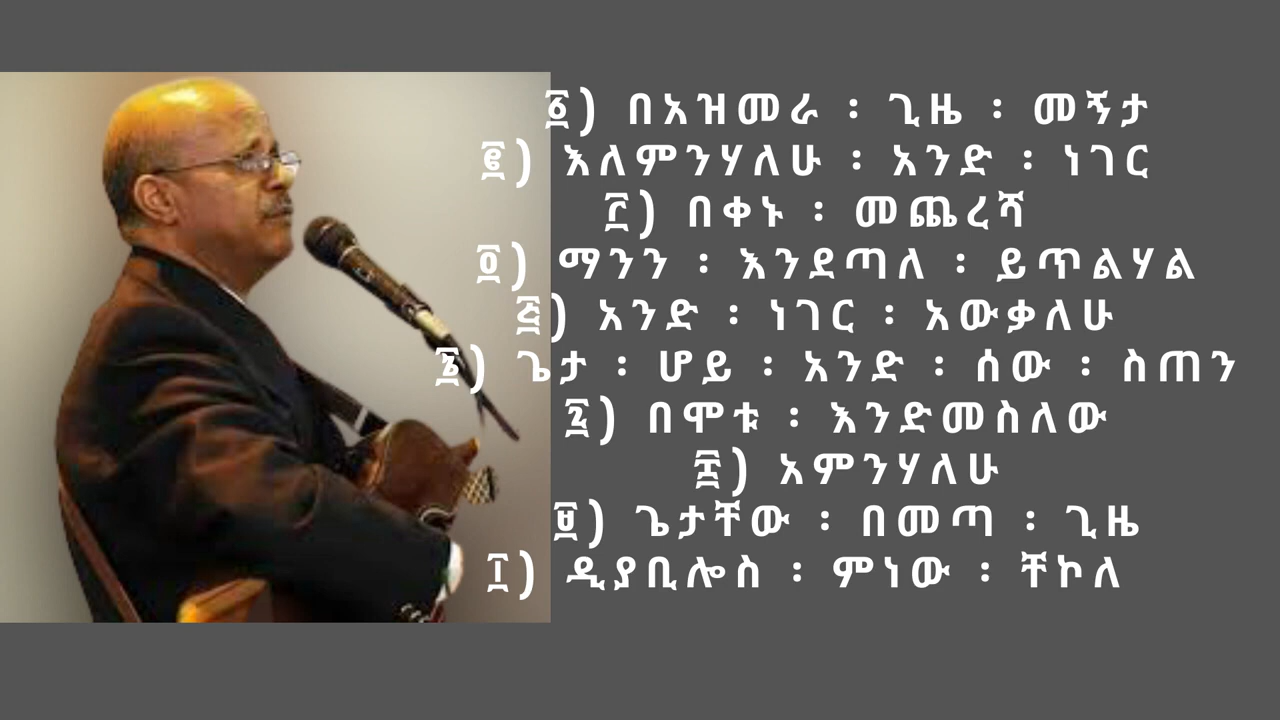 ፩) በአዝመራ ፡ ጊዜ ፡ መኝታ
፪) እለምንሃለሁ ፡ አንድ ፡ ነገር
፫) በቀኑ ፡ መጨረሻ
፬) ማንን ፡ እንደጣለ ፡ ይጥልሃል
፭) አንድ ፡ ነገር ፡ አውቃለሁ
፮) ጌታ ፡ ሆይ ፡ አንድ ፡ ሰው ፡ ስጠን
፯) በሞቱ ፡ እንድመስለው
፰) አምንሃለሁ
፱) ጌታቸው ፡ በመጣ ፡ ጊዜ
፲) ዲያቢሎስ ፡ ምነው ፡ ቸኮለ